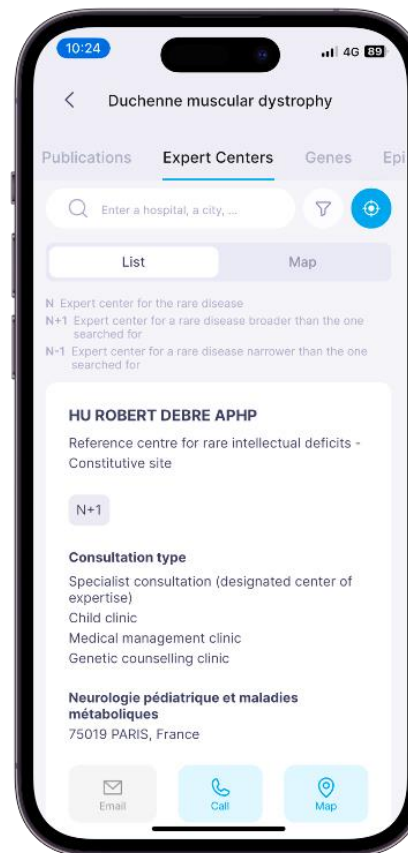 10:24
4G 89
Duchenne muscular dystrophy
Publications Expert Centers Genes Epi
Enter a hospital, a city, ...
List Map
N Expert center for the rare disease
N+1 Expert center for a rare disease broader than the one
searched for
N-1 Expert center for a rare disease narrower than the one
searched for
HU ROBERT DEBRE APHP
Reference centre for rare intellectual deficits -
Constitutive site
N+1
Consultation type
Specialist consultation (designated center of
expertise)
Child clinic
Medical management clinic
Genetic counselling clinic
Neurologie pédiatrique et maladies
métaboliques
75019 PARIS, France
Email Call Map